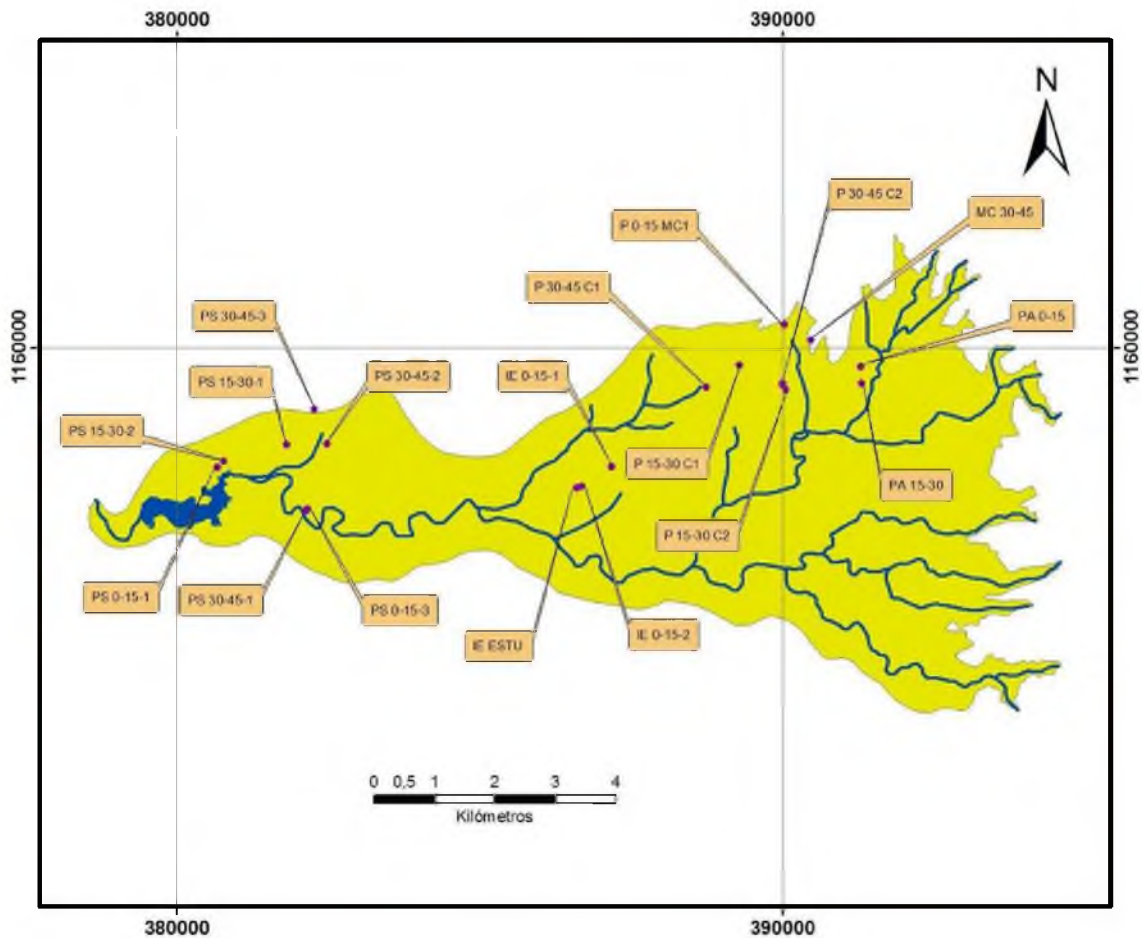 380000
390000
N
P 30-45 C2
MC 30-45
P 0-15 MC1
P 30-45 C1
PS 30-45-3
PA 0-15
1160000
1160000
PS 15-30-1
PS 30-45-2
IE 0-15-1
PS 15-30-2
P 15-30 C1
PA 15-30
P 15-30 C2
PS 0-15-1
PS 30-45-1
PS 0-15-3
IE ESTU
IE 0-15-2
0 0,5 1 2 3 4
Kilómetros
380000
390000